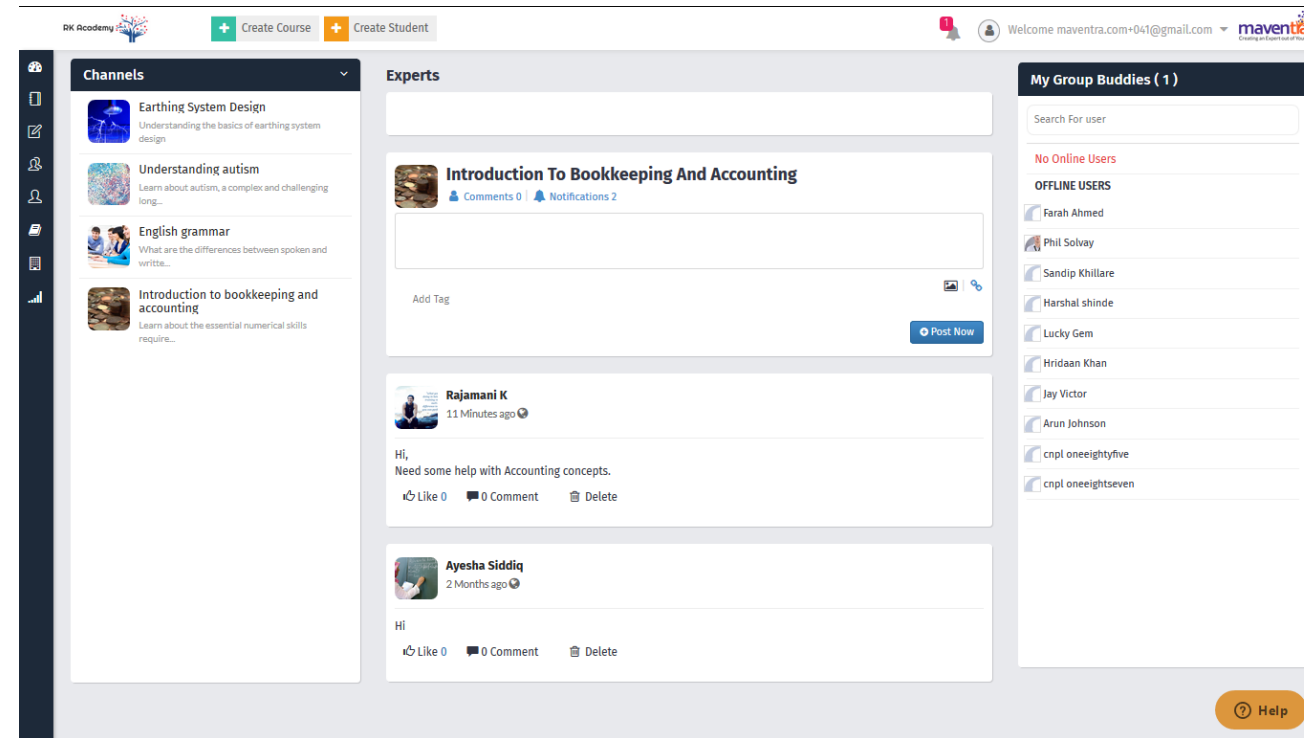 RK Academy
Create Course
Create Student
1
Welcome maventra.com+041@gmail.com
maventra
Channels
Earthing System Design
Understanding the basics of earthing system
design
Understanding autism
Learn about autism, a complex and challenging
long...
English grammar
What are the differences between spoken and
writte...
Introduction to bookkeeping and
accounting
Learn about the essential numerical skills
require...
Experts
Introduction To Bookkeeping And Accounting
Comments 0 | Notifications 2
Add Tag
Post Now
Rajamani K
11 Minutes ago
Hi,
Need some help with Accounting concepts.
Like 0 0 Comment Delete
Ayesha Siddiq
2 Months ago
Hi
Like 0 0 Comment Delete
My Group Buddies ( 1 )
Search For user
No Online Users
OFFLINE USERS
Farah Ahmed
Phil Solvay
Sandip Khillare
Harshal shinde
Lucky Gem
Hridaan Khan
Jay Victor
Arun Johnson
cnpl oneeightyfive
cnpl oneeightseven
Help